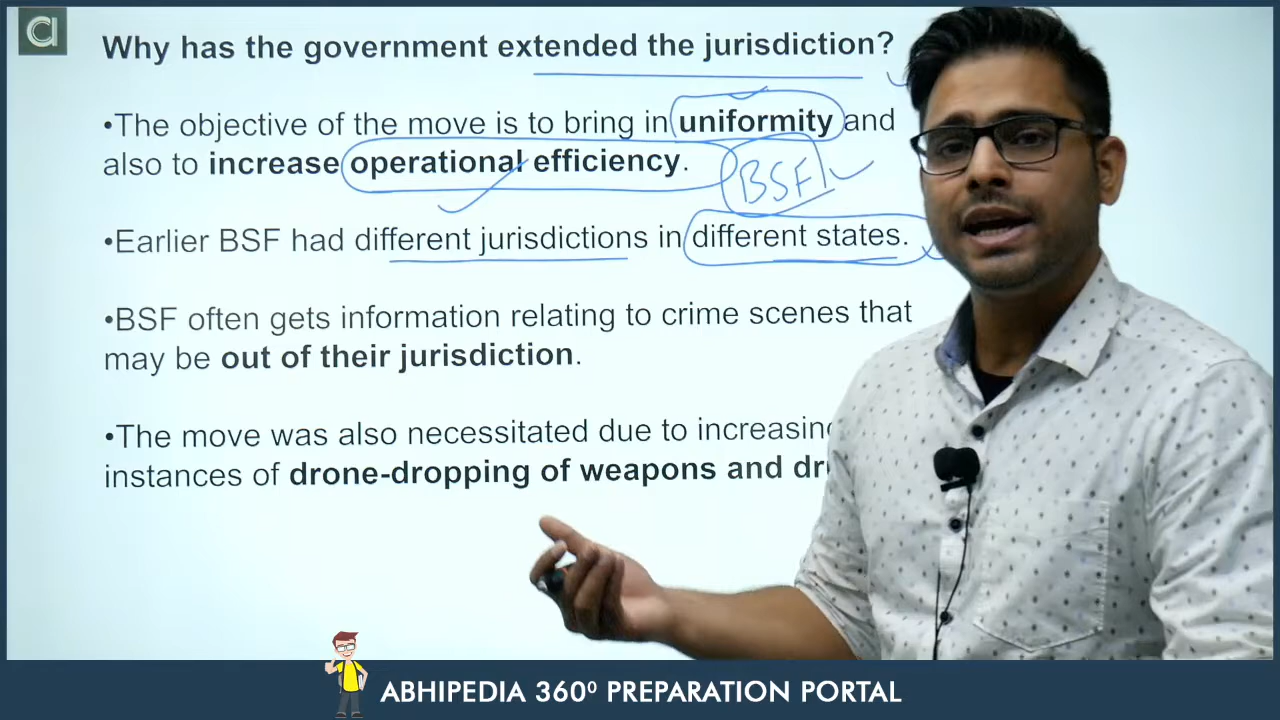 Why has the government extended the jurisdiction?
•The objective of the move is to bring in uniformity and
also to increase operational efficiency.
BSF
•Earlier BSF had different jurisdictions in different states.
•BSF often gets information relating to crime scenes that
may be out of their jurisdiction.
•The move was also necessitated due to increasing
instances of drone-dropping of weapons and
ABHIPEDIA 360⁰ PREPARATION PORTAL